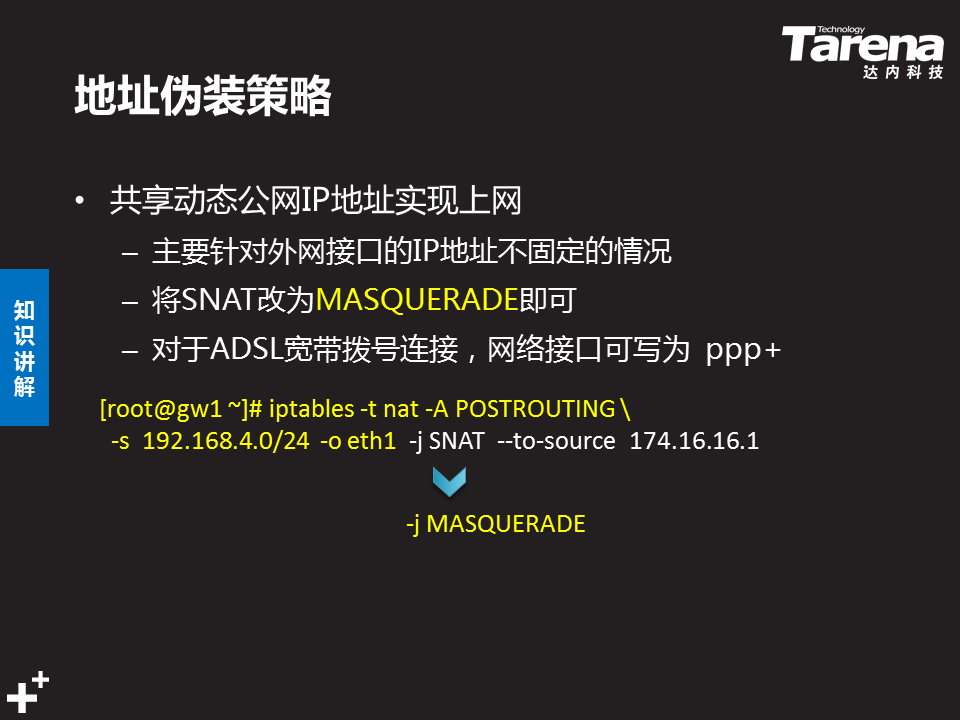 Technology
Tarena
达内科技
地址伪装策略
• 共享动态公网IP地址实现上网
– 主要针对外网接口的IP地址不固定的情况
– 将SNAT改为MASQUERADE即可
– 对于ADSL宽带拨号连接，网络接口可写为 ppp+
知识讲解
[root@gw1 ~]# iptables -t nat -A POSTROUTING \
-s 192.168.4.0/24 -o eth1 -j SNAT --to-source 174.16.16.1
-j MASQUERADE